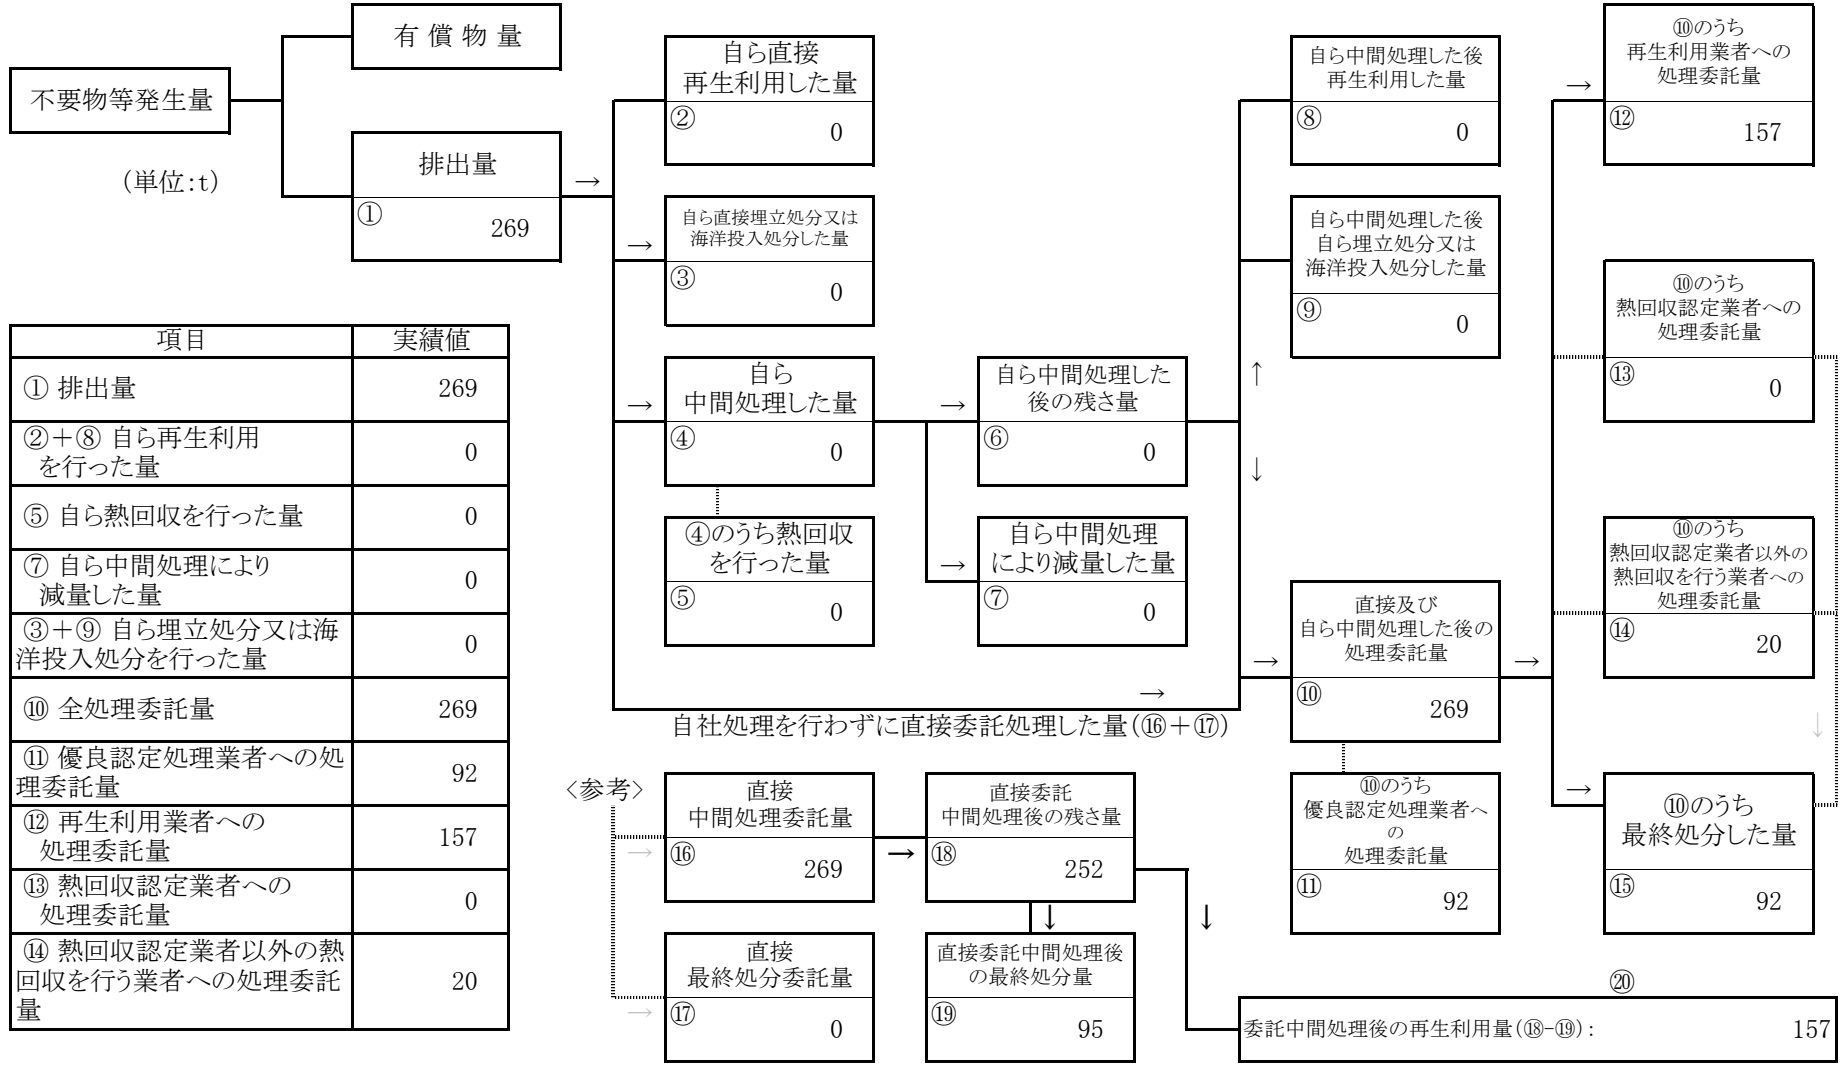 不要物等発生量
(単位:t)
有 償 物 量
排出量
①
269
→
自ら直接
再生利用した量
②
0
→
自ら直接埋立処分又は
海洋投入処分した量
③
0
→
自ら
中間処理した量
④
0
④のうち熱回収
を行った量
⑤
0
→
自ら中間処理した
後の残さ量
⑥
0
→
自ら中間処理
により減量した量
⑦
0
↑
↓
自ら中間処理した後
再生利用した量
⑧
0
自ら中間処理した後
自ら埋立処分又は
海洋投入処分した量
⑨
0
→
自社処理を行わずに直接委託処理した量(⑯+⑰)
→
直接及び
自ら中間処理した後の
処理委託量
⑩
269
→
⑩のうち
優良認定処理業者へ
の
処理委託量
⑪
92
→
⑩のうち
再生利用業者への
処理委託量
⑫
157
⑩のうち
熱回収認定業者への
処理委託量
⑬
0
⑩のうち
熱回収認定業者以外の
熱回収を行う業者への
処理委託量
⑭
20
↓
→
⑩のうち
最終処分した量
⑮
92
項目 実績値
① 排出量 269
②+⑧ 自ら再生利用
を行った量 0
⑤ 自ら熱回収を行った量 0
⑦ 自ら中間処理により
減量した量 0
③+⑨ 自ら埋立処分又は海
洋投入処分を行った量 0
⑩ 全処理委託量 269
⑪ 優良認定処理業者への処
理委託量 92
⑫ 再生利用業者への
処理委託量 157
⑬ 熱回収認定業者への
処理委託量 0
⑭ 熱回収認定業者以外の熱
回収を行う業者への処理委託
量 20
<参考>
→
直接
中間処理委託量
⑯
269
→
直接
最終処分委託量
⑰
0
→
直接委託
中間処理後の残さ量
⑱
252
↓
直接委託中間処理後
の最終処分量
⑲
95
↓
⑳
委託中間処理後の再生利用量(⑱-⑲): 157